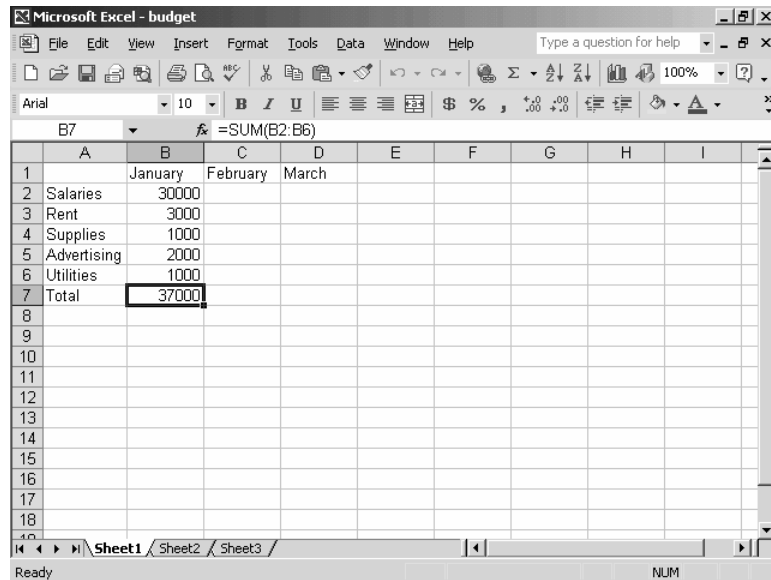 Microsoft Excel - budget
File Edit View Insert Format Tools Data Window Help Type a question for help
ABC Σ A Z Z A 100% ?
Arial 10 B I U $ % , A
B7 fx =SUM(B2:B6)
A B C D E F G H I
1 January February March
2 Salaries 30000
3 Rent 3000
4 Supplies 1000
5 Advertising 2000
6 Utilities 1000
7 Total 37000
8
9
10
11
12
13
14
15
16
17
18
Sheet1 Sheet2 Sheet3
Ready NUM